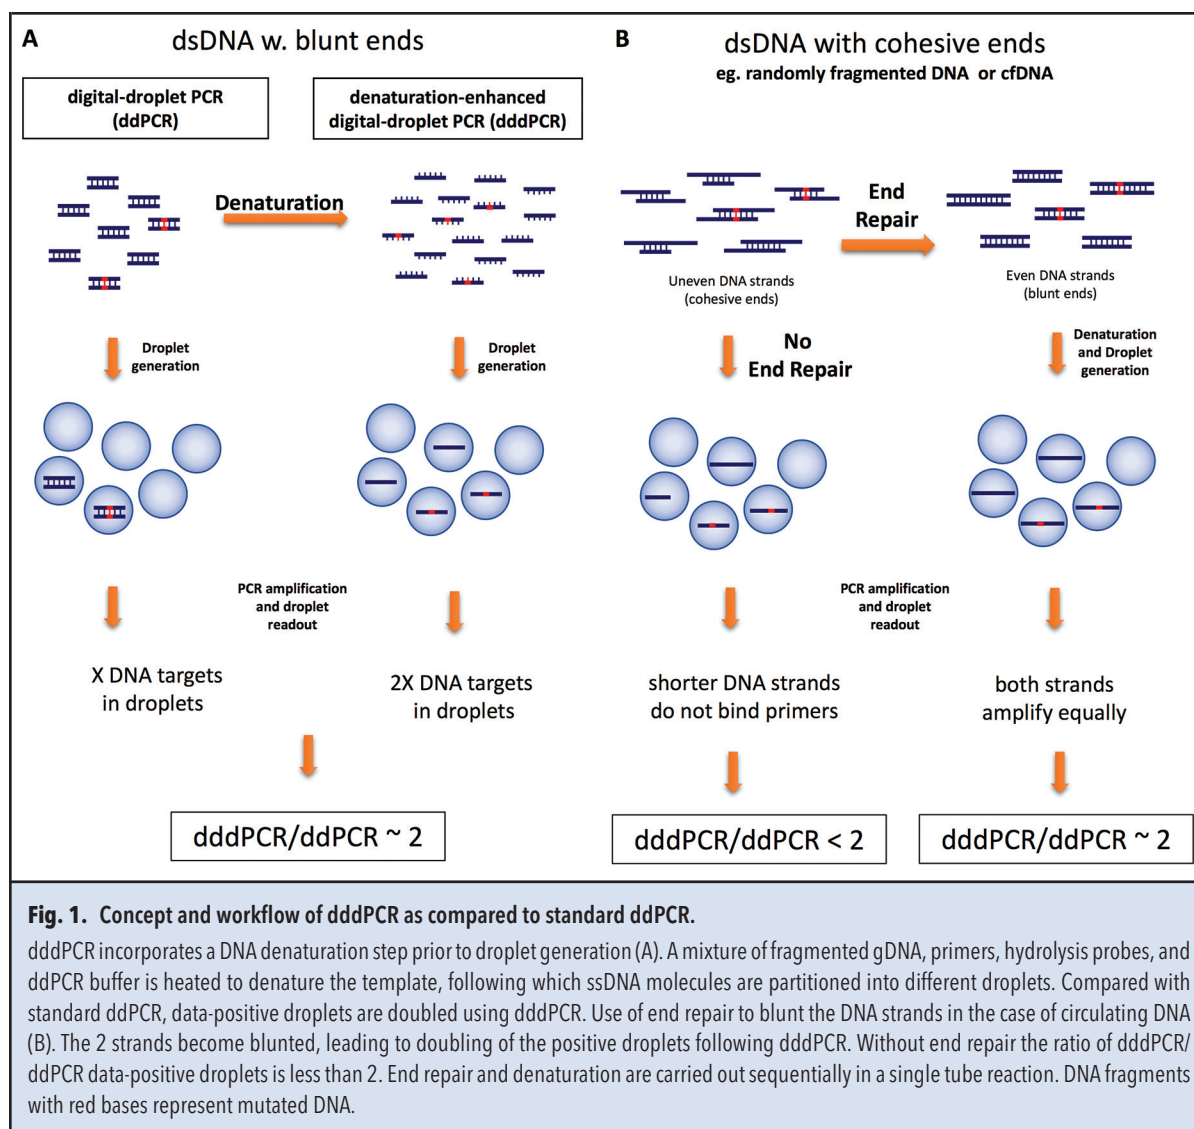 A
dsDNA w. blunt ends
digital-droplet PCR
(ddPCR)
denaturation-enhanced
digital-droplet PCR (dddPCR)
Denaturation
Droplet
generation
Droplet
generation
PCR amplification
and droplet
readout
X DNA targets
in droplets
2X DNA targets
in droplets
dddPCR/ddPCR ~ 2
B
dsDNA with cohesive ends
eg. randomly fragmented DNA or cfDNA
End
Repair
Uneven DNA strands
(cohesive ends)
Even DNA strands
(blunt ends)
No
End Repair
Denaturation
and Droplet
generation
PCR amplification
and droplet
readout
shorter DNA strands
do not bind primers
both strands
amplify equally
dddPCR/ddPCR < 2
dddPCR/ddPCR ~ 2
Fig. 1. Concept and workflow of dddPCR as compared to standard ddPCR.
dddPCR incorporates a DNA denaturation step prior to droplet generation (A). A mixture of fragmented gDNA, primers, hydrolysis probes, and
ddPCR buffer is heated to denature the template, following which ssDNA molecules are partitioned into different droplets. Compared with
standard ddPCR, data-positive droplets are doubled using dddPCR. Use of end repair to blunt the DNA strands in the case of circulating DNA
(B). The 2 strands become blunted, leading to doubling of the positive droplets following dddPCR. Without end repair the ratio of dddPCR/
ddPCR data-positive droplets is less than 2. End repair and denaturation are carried out sequentially in a single tube reaction. DNA fragments
with red bases represent mutated DNA.